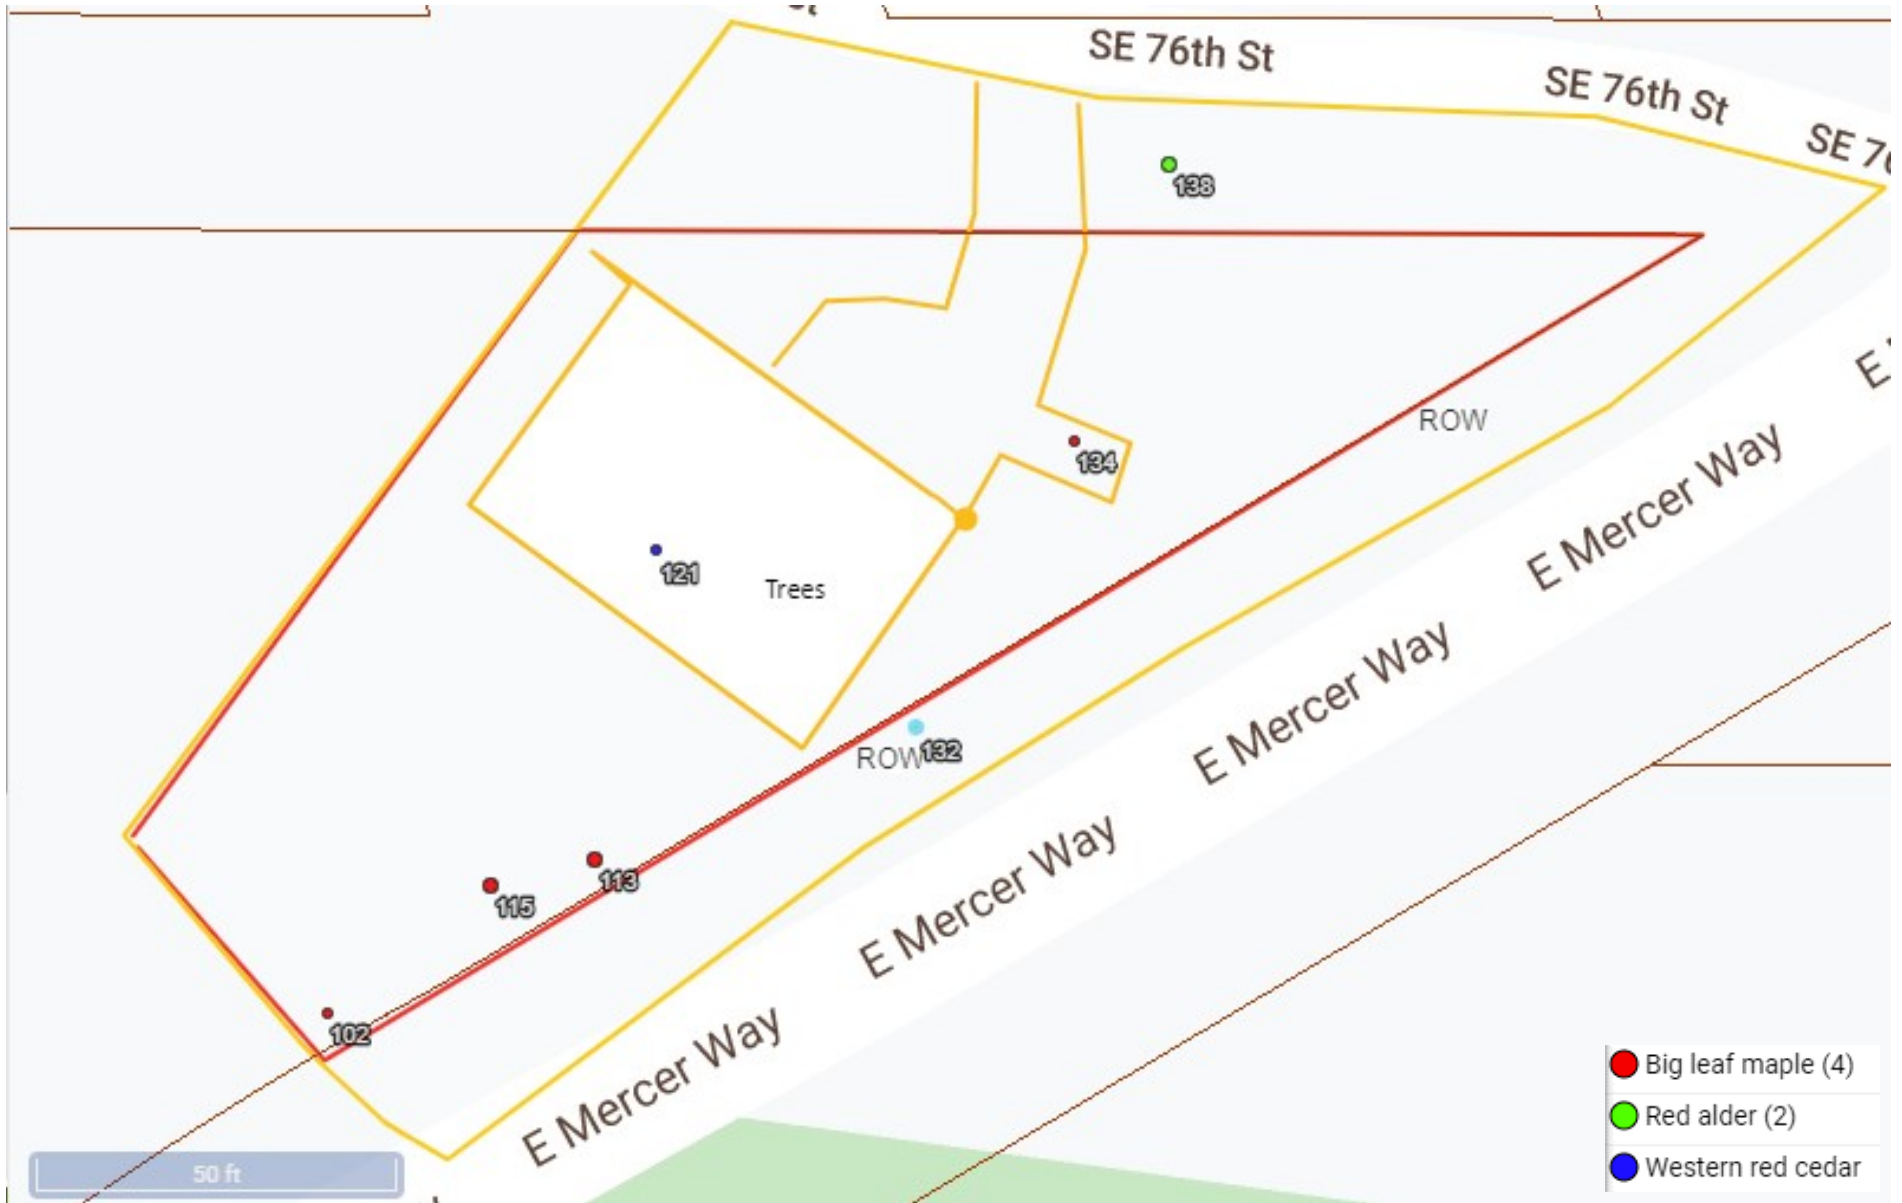 SE 76th St
SE 76th St
SE 76
138
ROW
E Mercer Way
134
121
Trees
E Mercer Way
ROW
132
E Mercer Way
113
115
102
E Mercer Way
50 ft
Big leaf maple (4)
Red alder (2)
Western red cedar